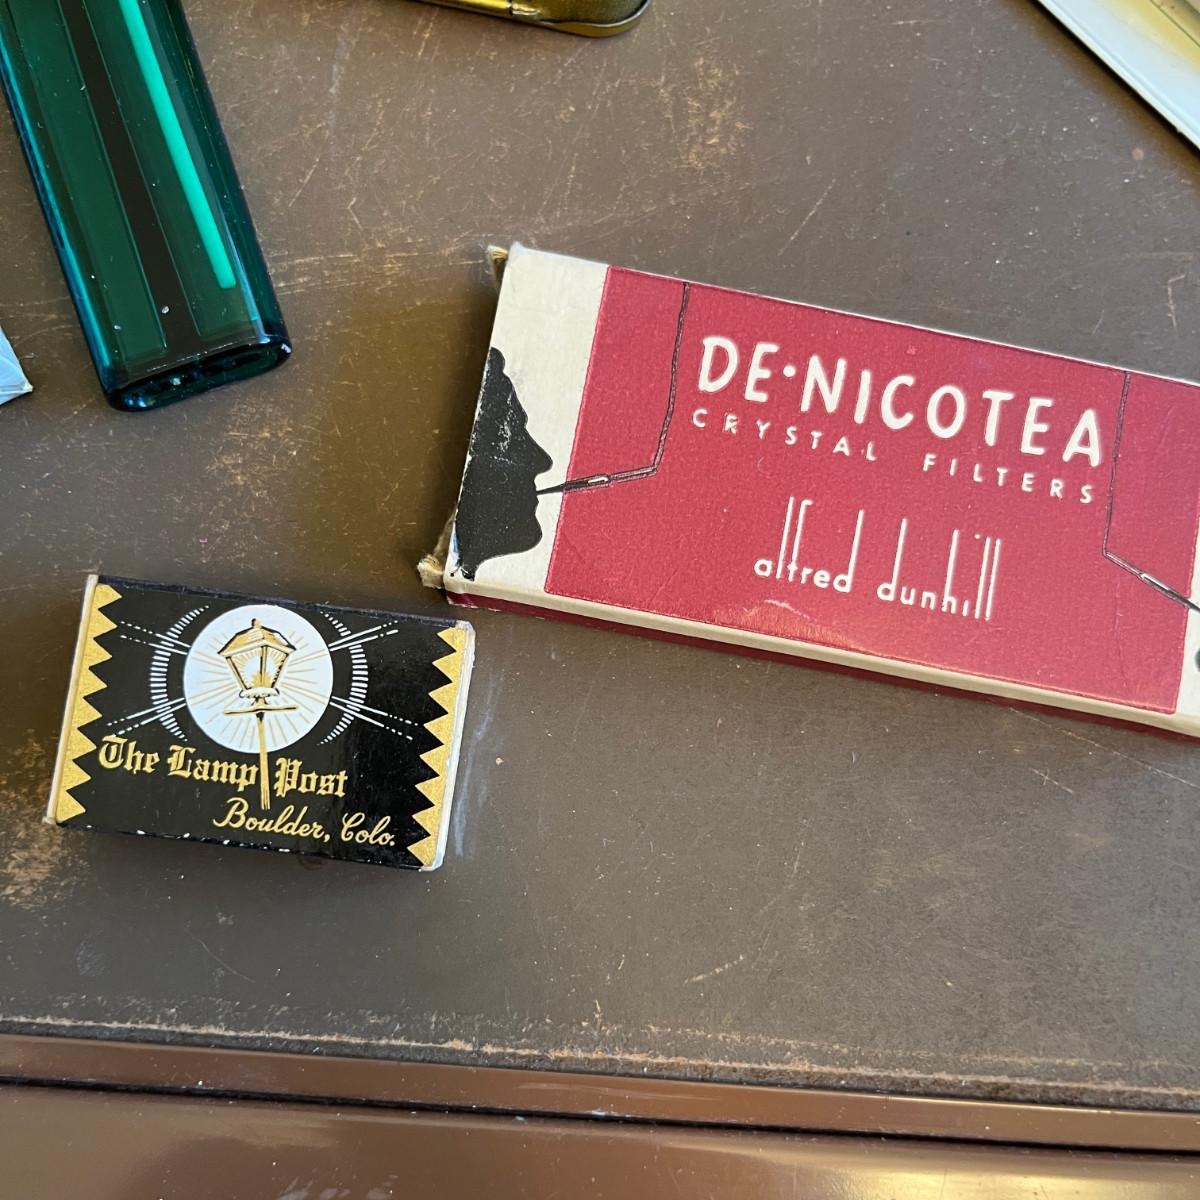 DE·NICOTEA
CRYSTAL FILTERS
alfred dunhill
The Lamp Post
Boulder, Colo.